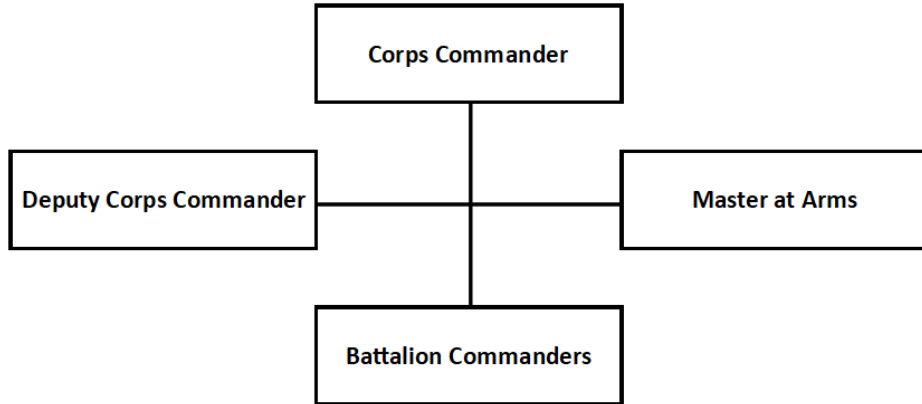 Corps Commander
Deputy Corps Commander
Master at Arms
Battalion Commanders